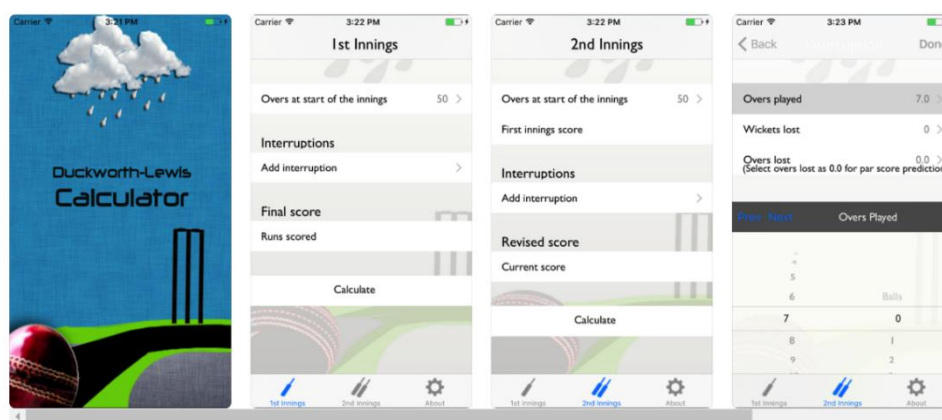 Carrier 3:21 PM
Duckworth-Lewis
Calculator
Carrier 3:22 PM
1st Innings
Overs at start of the innings 50
Interruptions
Add interruption
Final score
Runs scored
Calculate
1st Innings 2nd Innings About
Carrier 3:22 PM
2nd Innings
Overs at start of the innings 50
First innings score
Interruptions
Add interruption
Revised score
Current score
Calculate
1st Innings 2nd Innings About
Carrier 3:23 PM
Back Interruption Don
Overs played 7.0
Wickets lost 0
Overs lost 0.0
(Select overs lost as 0.0 for par score prediction
Prev Next Overs Played
4
5
6 Balls
7 0
8 1
9 2
1st Innings 2nd Innings About